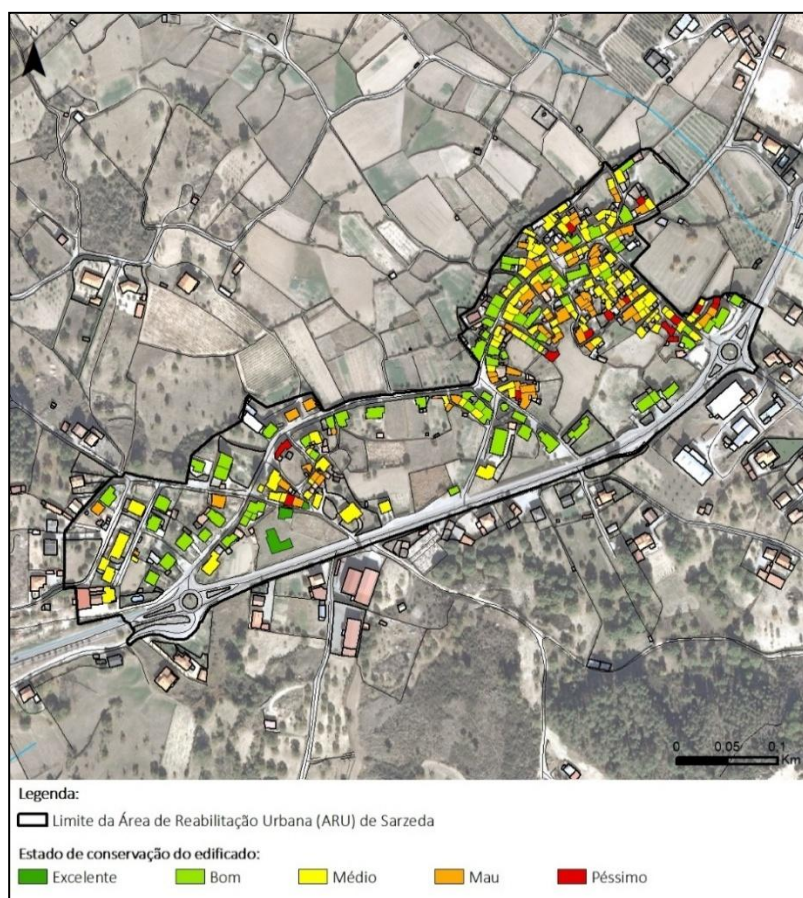 N
0 0,05 0,1
Km
Legenda:
Limite da Área de Reabilitação Urbana (ARU) de Sarzeda
Estado de conservação do edificado:
Excelente Bom Médio Mau Péssimo